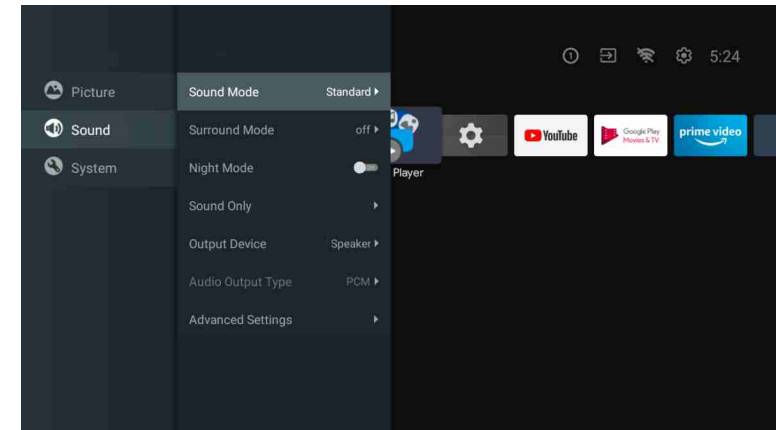 5:24
Picture
Sound
System
Sound Mode Standard
Surround Mode off
Night Mode
Sound Only
Output Device Speaker
Audio Output Type PCM
Advanced Settings
Player
YouTube
Google Play
Movies & TV
prime video